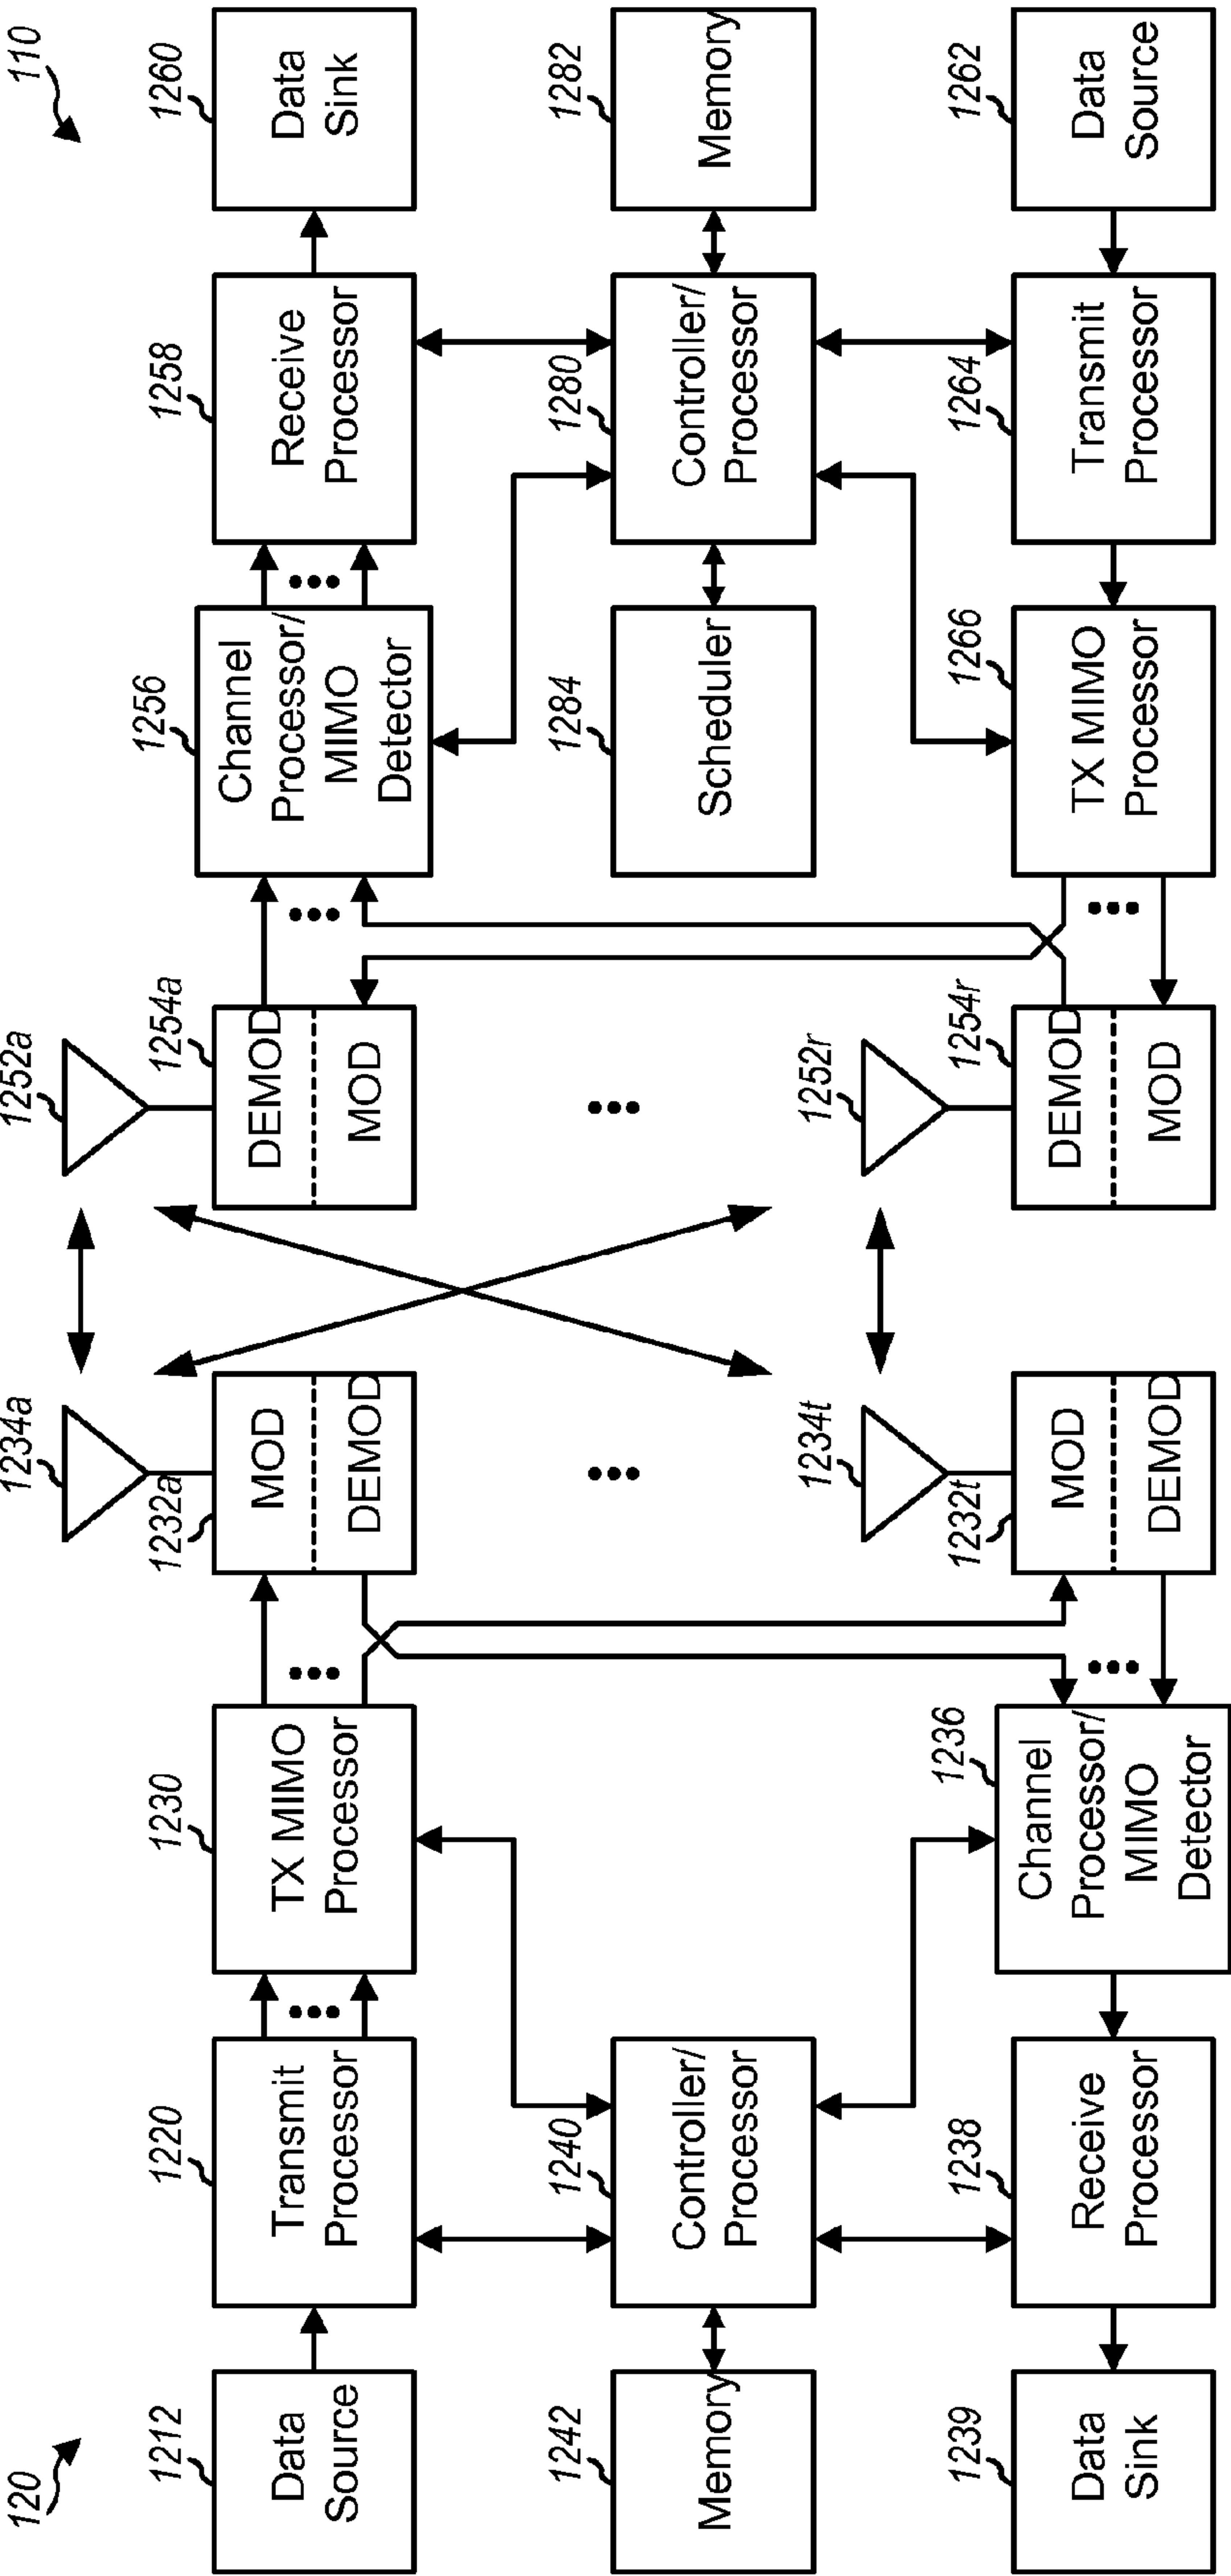 120
1212
Data
Source
1220
Transmit
Processor
1230
TX MIMO
Processor
1234a
1232a
MOD
DEMOD
1252a
1254a
DEMOD
MOD
1256
Channel
Processor/
MIMO
Detector
1258
Receive
Processor
1260
Data
Sink
110
1242
Memory
1240
Controller/
Processor
1284
Scheduler
1280
Controller/
Processor
1282
Memory
1239
Data
Sink
1238
Receive
Processor
1236
Channel
Processor/
MIMO
Detector
1234t
1232t
MOD
DEMOD
1252r
1254r
DEMOD
MOD
1266
TX MIMO
Processor
1264
Transmit
Processor
1262
Data
Source